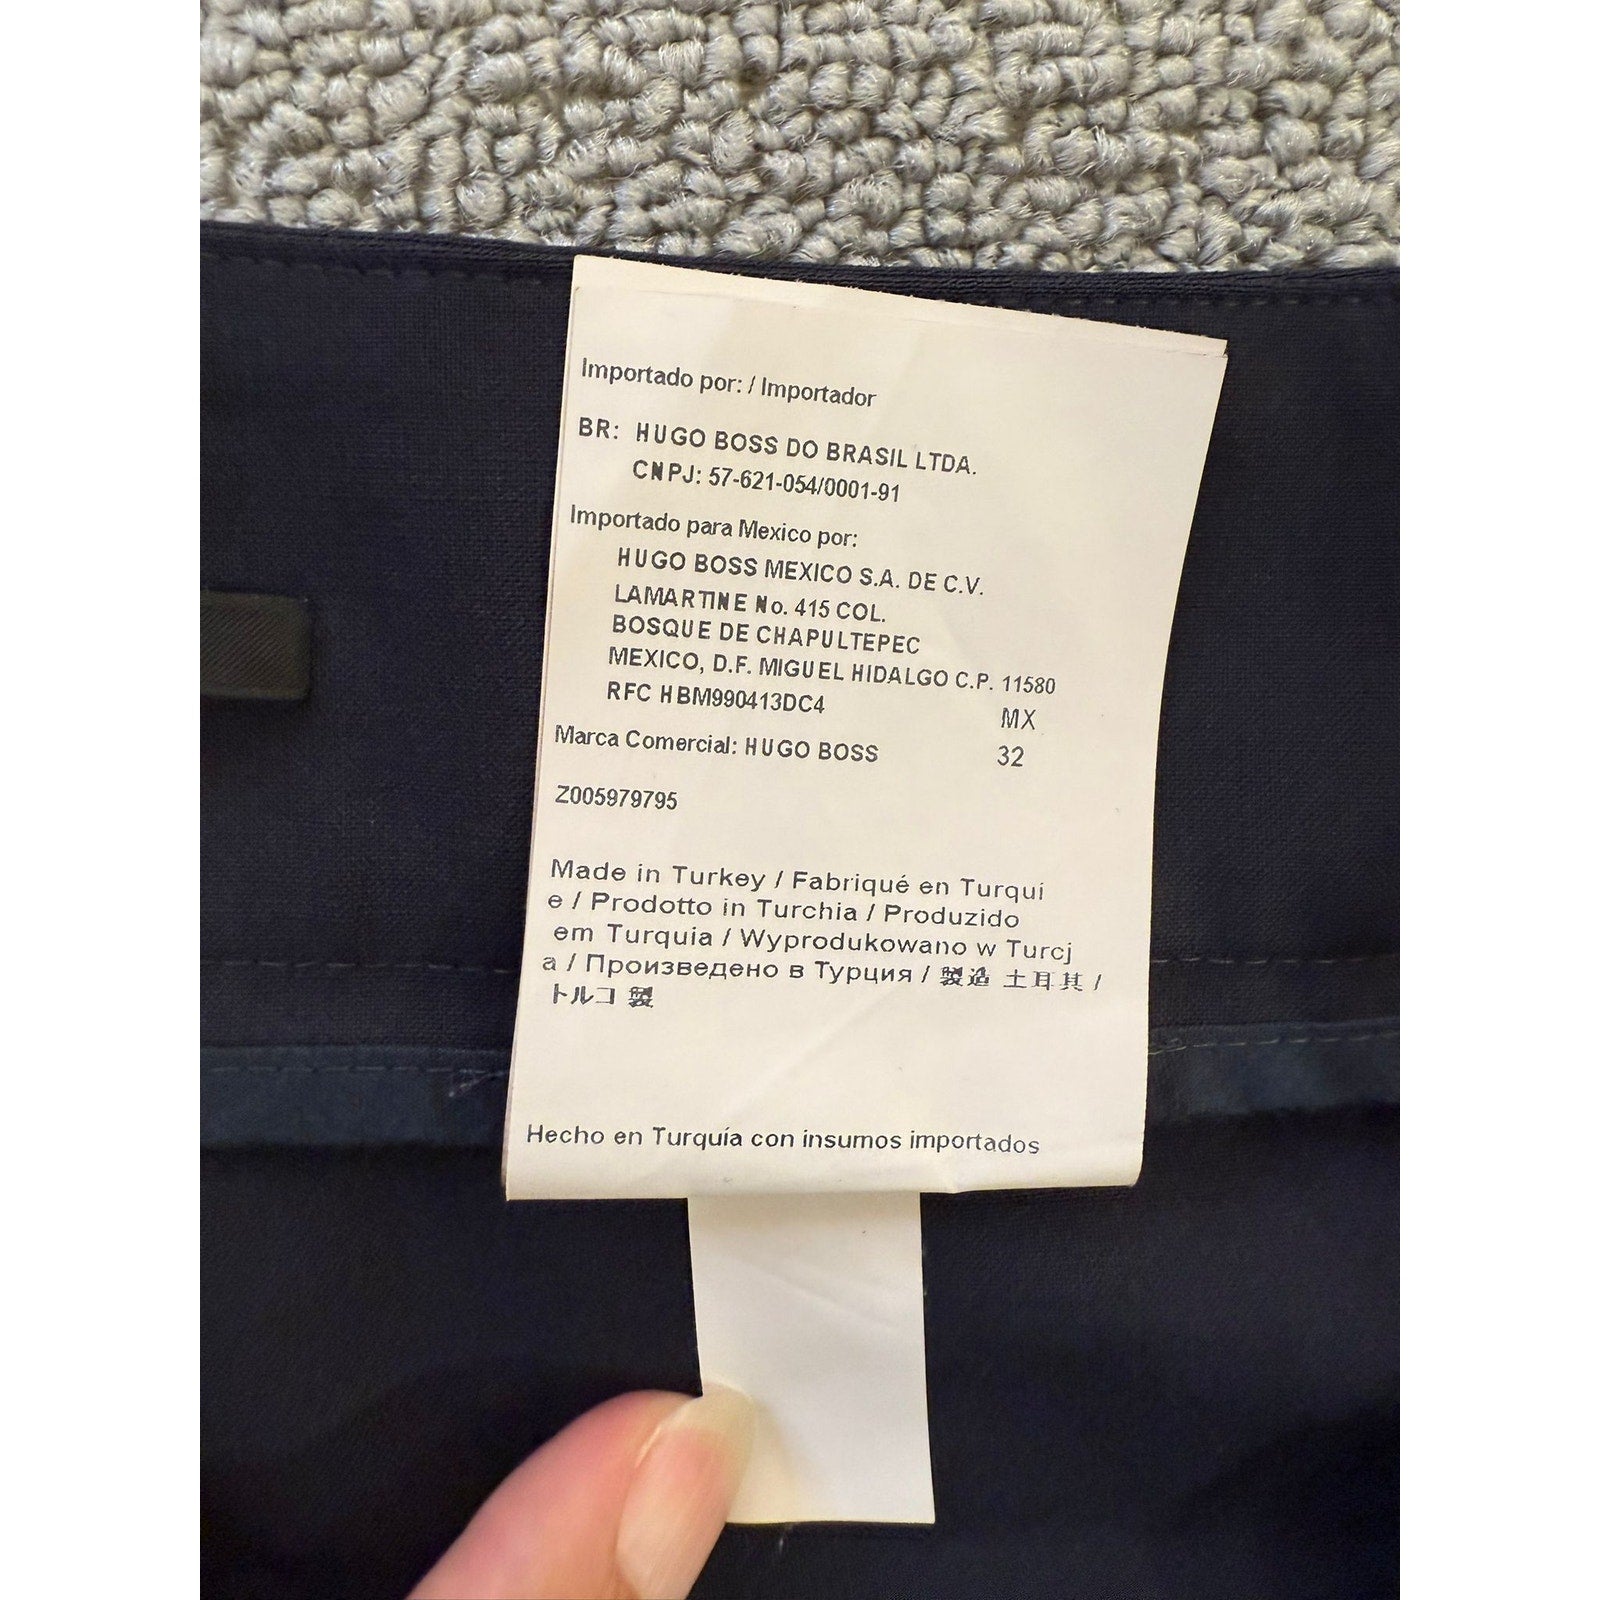 Importado por: / Importador
BR: HUGO BOSS DO BRASIL LTDA.
CNPJ: 57-621-054/0001-91
Importado para Mexico por:
HUGO BOSS MEXICO S.A. DE C.V.
LAMARTINE No. 415 COL.
BOSQUE DE CHAPULTEPEC
MEXICO, D.F. MIGUEL HIDALGO C.P. 11580
RFC HBM990413DC4 MX
Marca Comercial: HUGO BOSS 32
Z005979795
Made in Turkey / Fabriqué en Turqui
e / Prodotto in Turchia / Produzido
em Turquia / Wyprodukowano w Turcj
a / Произведено в Турция / 製造 土耳其 /
トルコ 製
Hecho en Turquía con insumos importados